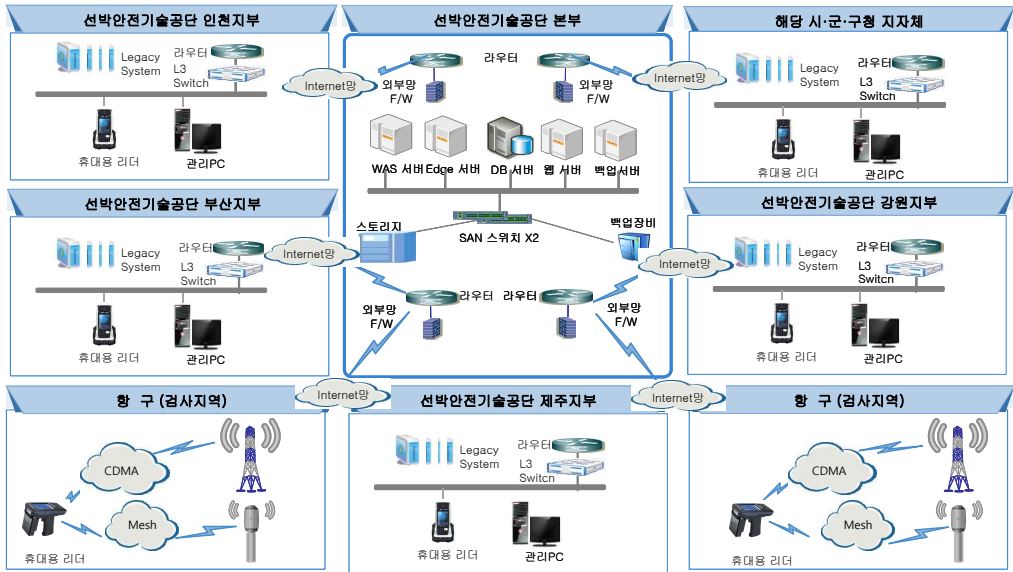 선박안전기술공단 인천지부
Legacy
System
라우터
L3
Switch
휴대용 리더
관리PC
Internet망
선박안전기술공단 본부
라우터
외부망
F/W
외부망
F/W
WAS 서버
Edge 서버
DB 서버
웹 서버
백업서버
스토리지
SAN 스위치 X2
백업장비
라우터
라우터
외부망
F/W
외부망
F/W
Internet망
해당 시·군·구청 지자체
Legacy
System
라우터
L3
Switch
휴대용 리더
관리PC
선박안전기술공단 부산지부
Legacy
System
라우터
L3
Switch
휴대용 리더
관리PC
Internet망
Internet망
선박안전기술공단 강원지부
Legacy
System
라우터
L3
Switch
휴대용 리더
관리PC
항 구 (검사지역)
CDMA
Mesh
휴대용 리더
Internet망
선박안전기술공단 제주지부
Legacy
System
라우터
L3
Switch
휴대용 리더
관리PC
Internet망
항 구 (검사지역)
CDMA
Mesh
휴대용 리더